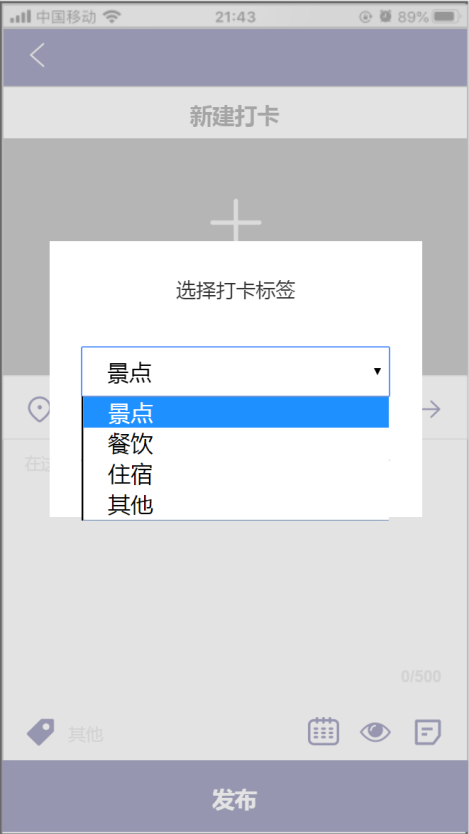 中国移动 21:43 89%
新建打卡
选择打卡标签
景点
景点
餐饮
住宿
其他
在
0/500
其他
发布